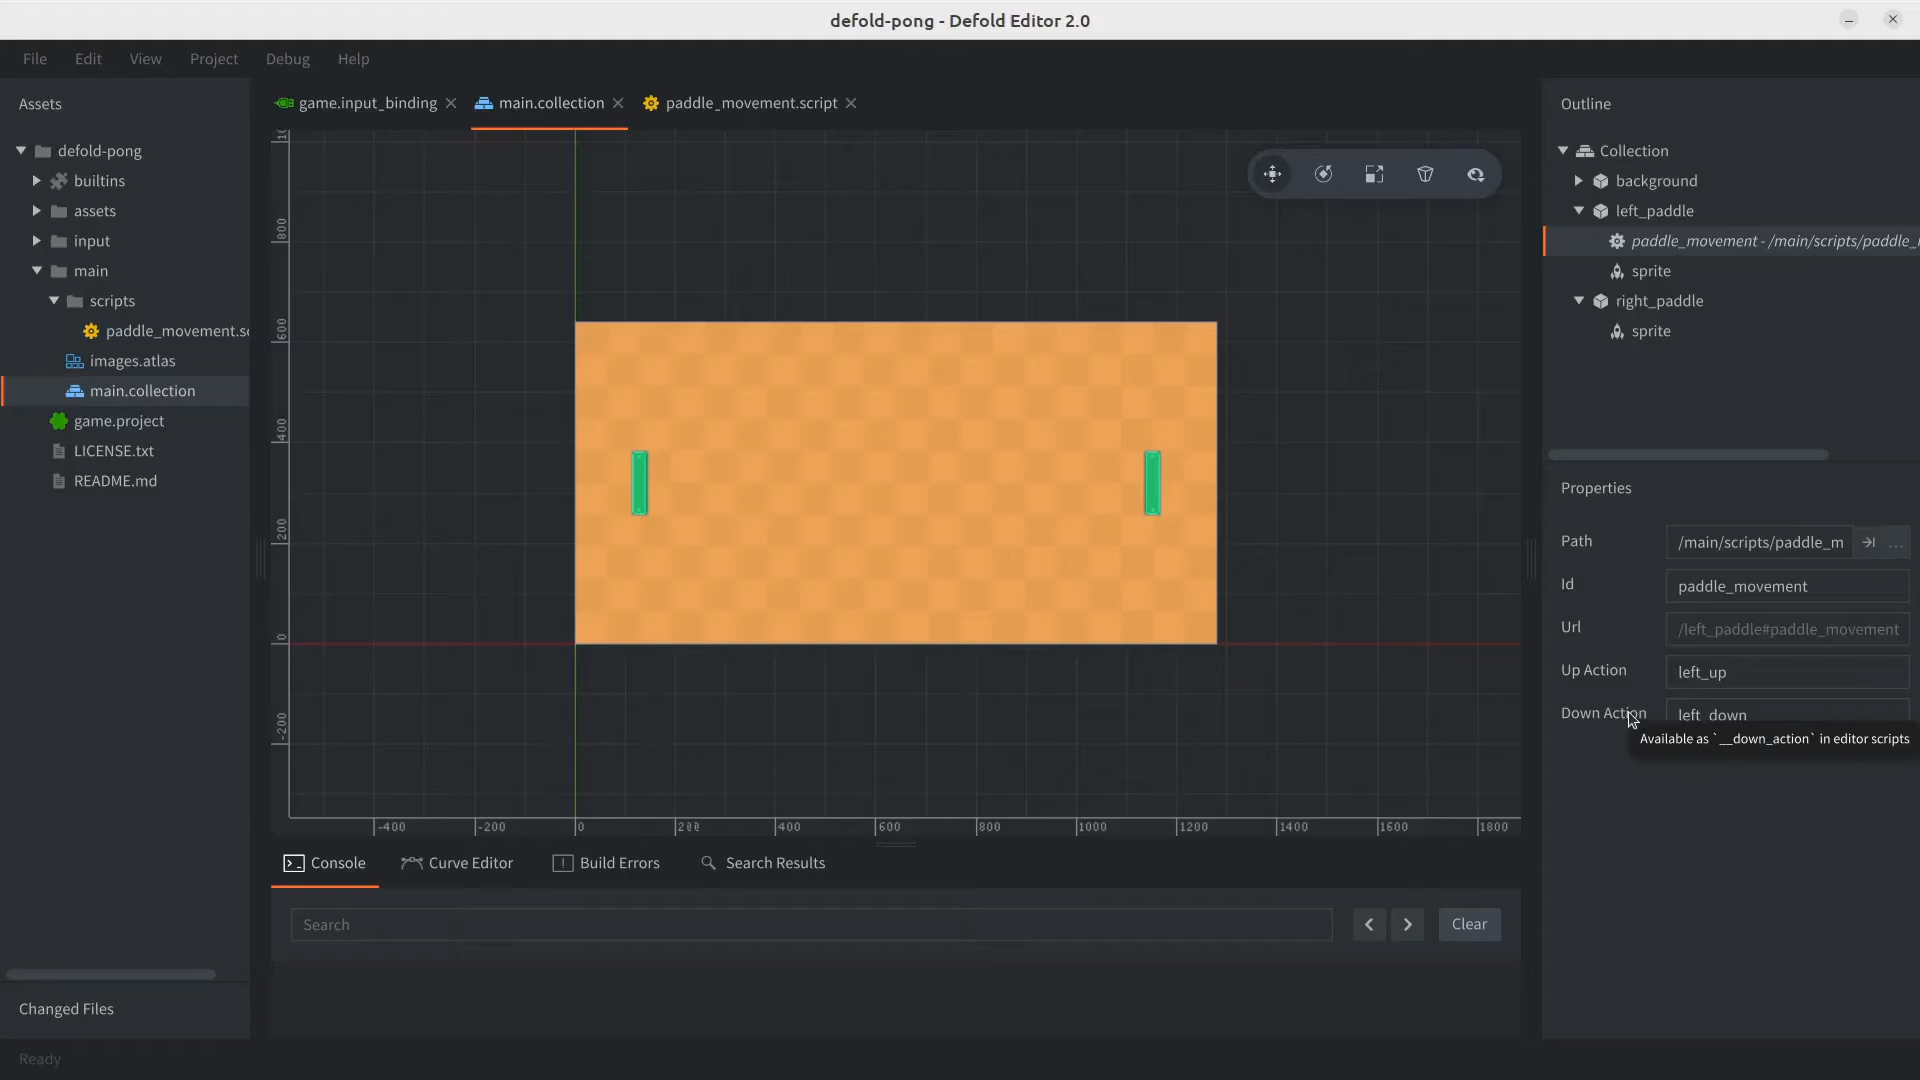 defold-pong - Defold Editor 2.0
File Edit View Project Debug Help
Assets
defold-pong
builtins
assets
input
main
scripts
paddle_movement.sc
images.atlas
main.collection
game.project
LICENSE.txt
README.md
Changed Files
Ready
game.input_binding
main.collection
paddle_movement.script
800
600
400
200
0
-200
-400 -200 0 200 400 600 800 1000 1200 1400 1600 1800
Console
Curve Editor
Build Errors
Search Results
Search
Clear
Outline
Collection
background
left_paddle
paddle_movement - /main/scripts/paddle_
sprite
right_paddle
sprite
Properties
Path /main/scripts/paddle_m ...
Id paddle_movement
Url /left_paddle#paddle_movement
Up Action left_up
Down Action left_down
Available as `__down_action` in editor scripts